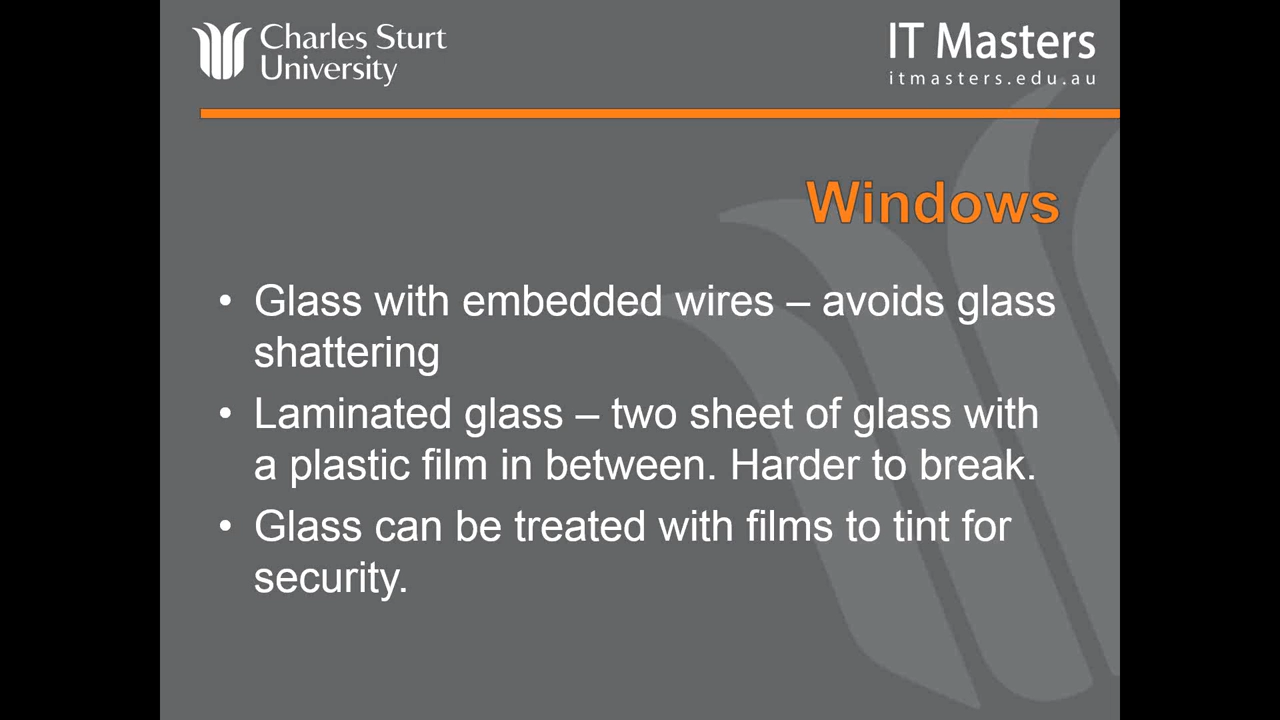 Charles Sturt
University
IT Masters
itmasters.edu.au
Windows
• Glass with embedded wires – avoids glass
shattering
• Laminated glass – two sheet of glass with
a plastic film in between. Harder to break.
• Glass can be treated with films to tint for
security.